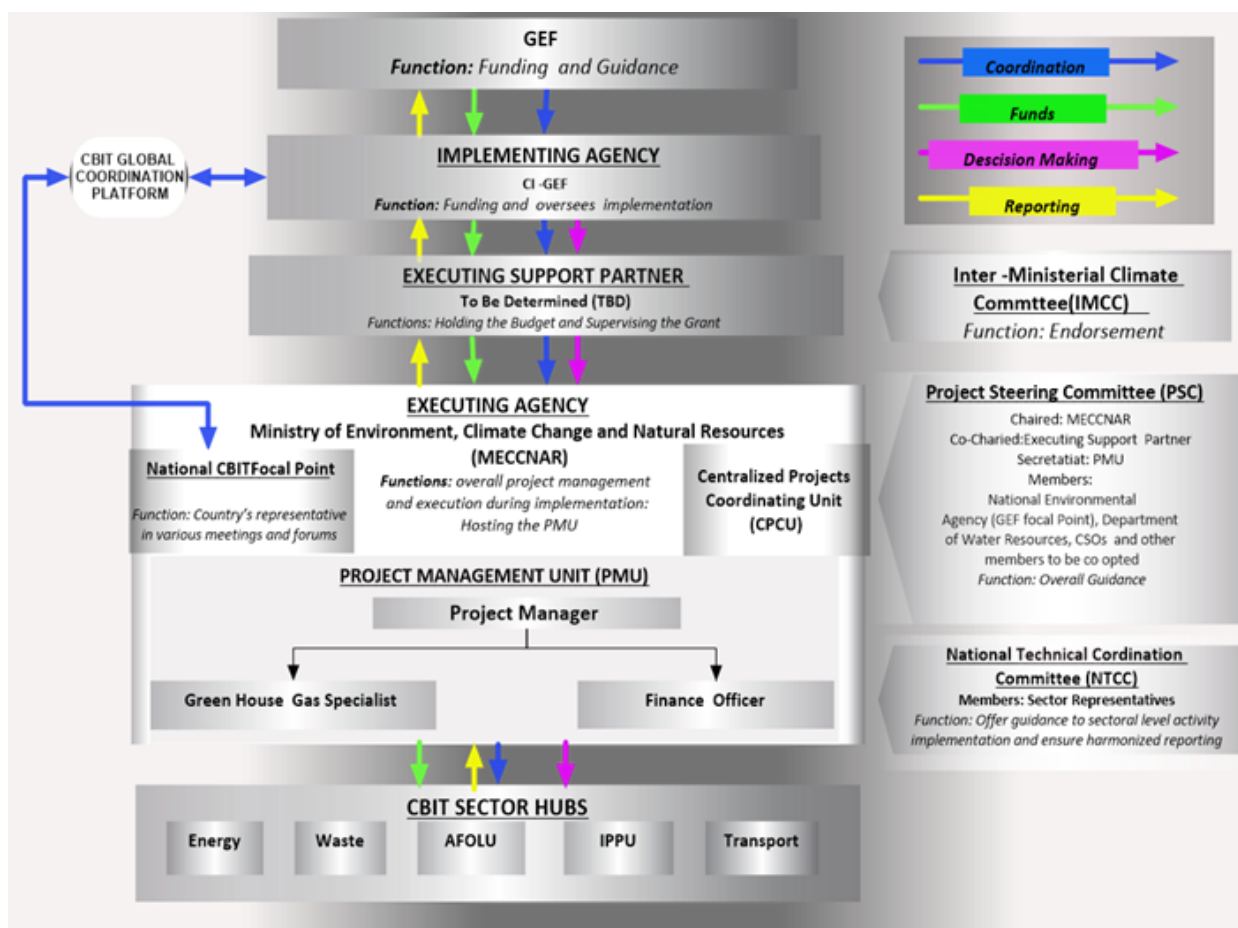 GEF
Function: Funding and Guidance
Coordination
Funds
Descision Making
Reporting
CBIT GLOBAL
COORDINATION
PLATFORM
IMPLEMENTING AGENCY
CI -GEF
Function: Funding and oversees implementation
EXECUTING SUPPORT PARTNER
To Be Determined (TBD)
Functions: Holding the Budget and Supervising the Grant
Inter -Ministerial Climate
Commttee(IMCC)
Function: Endorsement
EXECUTING AGENCY
Ministry of Environment, Climate Change and Natural Resources
(MECCNAR)
Functions: overall project management
and execution during implementation:
Hosting the PMU
National CBITFocal Point
Function: Country's representative
in various meetings and forums
Centralized Projects
Coordinating Unit
(CPCU)
Project Steering Committee (PSC)
Chaired: MECCNAR
Co-Charied:Executing Support Partner
Secretatiat: PMU
Members:
National Environmental
Agency (GEF focal Point), Department
of Water Resources, CSOs and other
members to be co opted
Function: Overall Guidance
PROJECT MANAGEMENT UNIT (PMU)
Project Manager
Green House Gas Specialist
Finance Officer
National Technical Cordination
Committee (NTCC)
Members: Sector Representatives
Function: Offer guidance to sectoral level activity
implementation and ensure harmonized reporting
CBIT SECTOR HUBS
Energy
Waste
AFOLU
IPPU
Transport